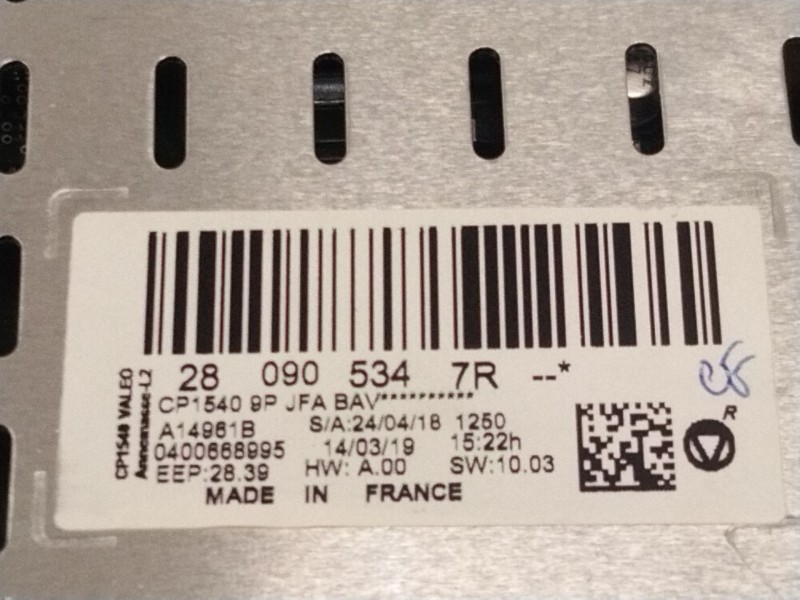 28 090 534 7R --*
CP1540 9P JFA BAV**********
A14961B S/A:24/04/18 1250
0400668995 14/03/19 15:22h
EEP:28.39 HW: A.00 SW:10.03
MADE IN FRANCE
CP1540 VALEO
Annemasse-L2
R